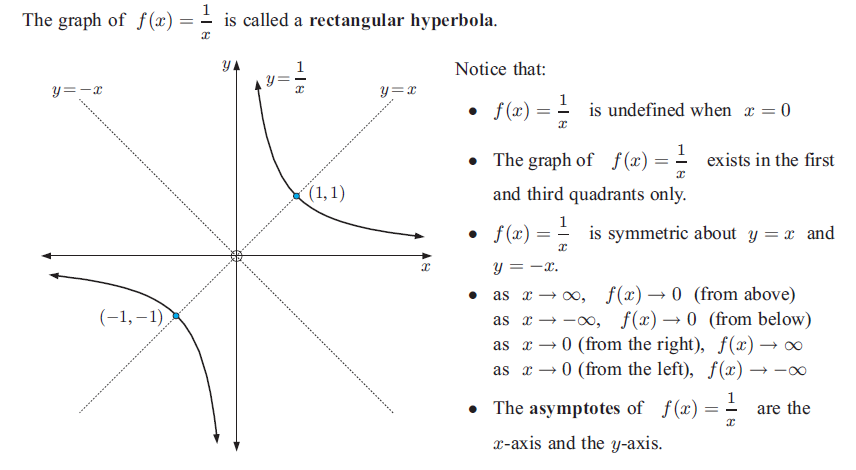 The graph of f(x) = 1/x is called a rectangular hyperbola.
y
y = 1/x
y = −x
y = x
(1, 1)
x
(−1, −1)
Notice that:
• f(x) = 1/x is undefined when x = 0
• The graph of f(x) = 1/x exists in the first
and third quadrants only.
• f(x) = 1/x is symmetric about y = x and
y = −x.
• as x → ∞, f(x) → 0 (from above)
as x → −∞, f(x) → 0 (from below)
as x → 0 (from the right), f(x) → ∞
as x → 0 (from the left), f(x) → −∞
• The asymptotes of f(x) = 1/x are the
x-axis and the y-axis.